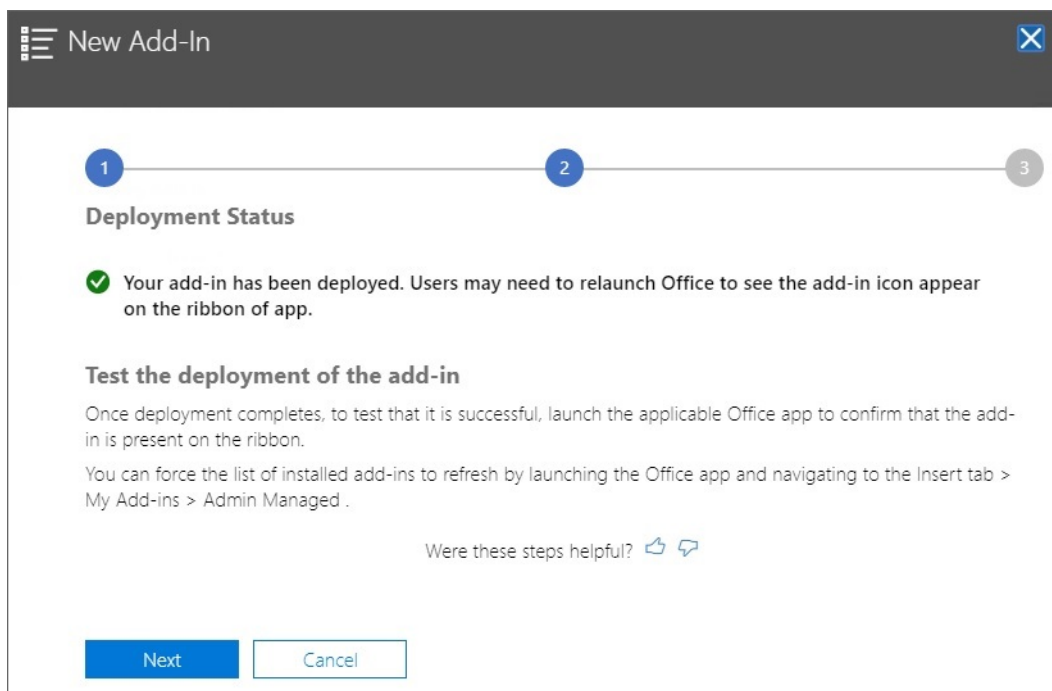 New Add-In
1
2
3
Deployment Status
Your add-in has been deployed. Users may need to relaunch Office to see the add-in icon appear
on the ribbon of app.
Test the deployment of the add-in
Once deployment completes, to test that it is successful, launch the applicable Office app to confirm that the add-
in is present on the ribbon.
You can force the list of installed add-ins to refresh by launching the Office app and navigating to the Insert tab >
My Add-ins > Admin Managed .
Were these steps helpful?
Next
Cancel